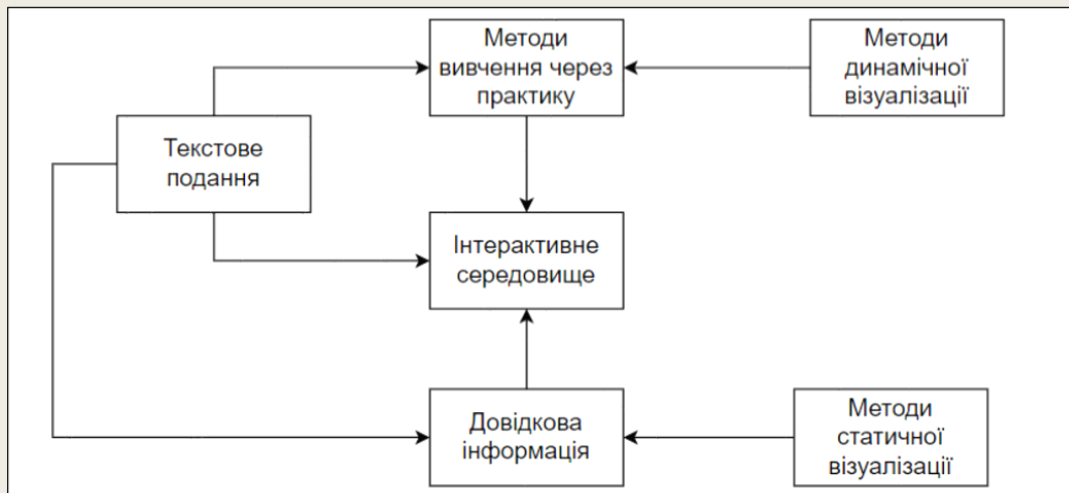 Методи
вивчення через
практику
Методи
динамічної
візуалізації
Текстове
подання
Інтерактивне
середовище
Довідкова
інформація
Методи
статичної
візуалізації